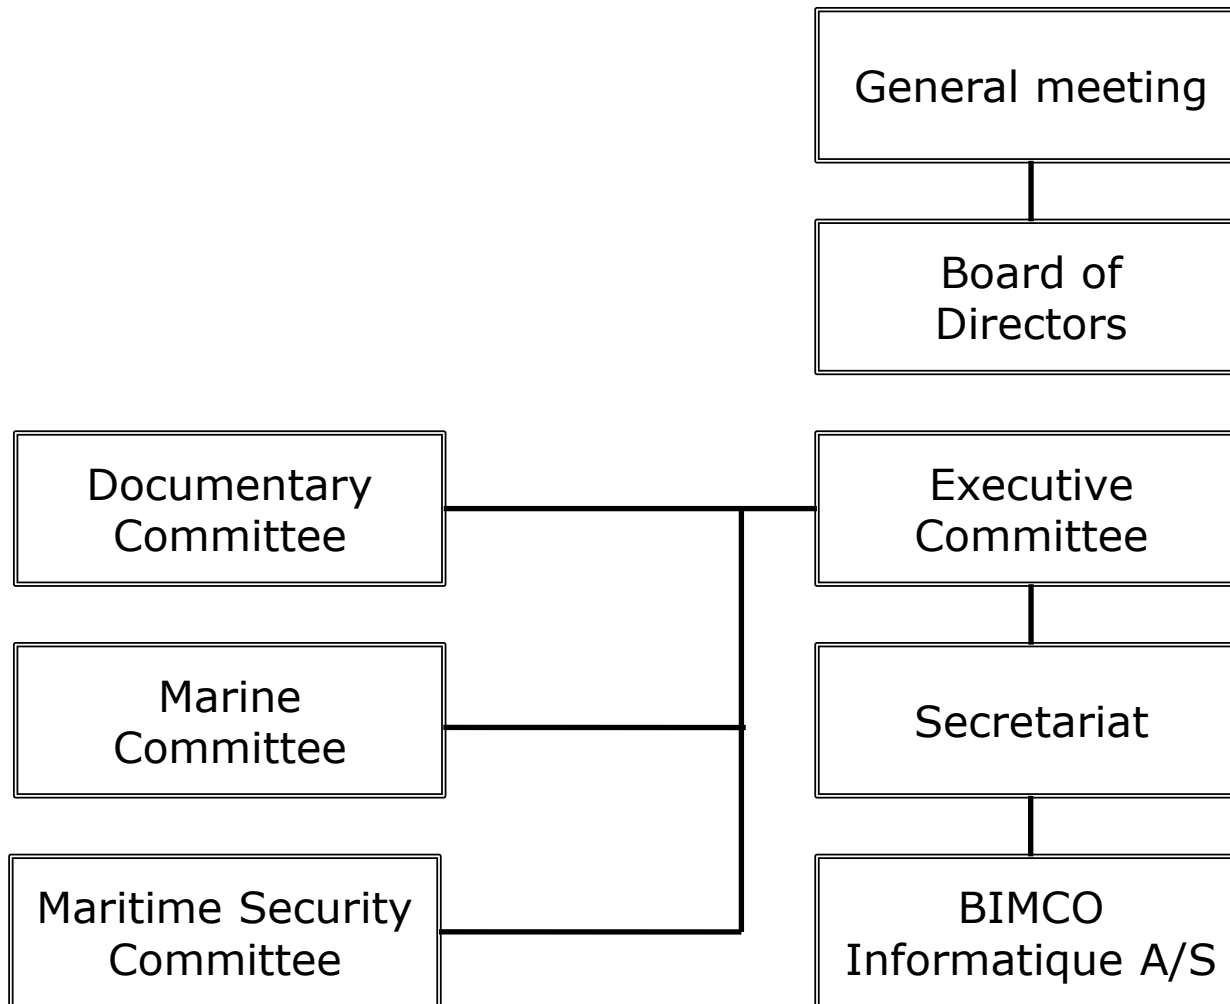 General meeting
Board of
Directors
Documentary
Committee
Executive
Committee
Marine
Committee
Secretariat
Maritime Security
Committee
BIMCO
Informatique A/S